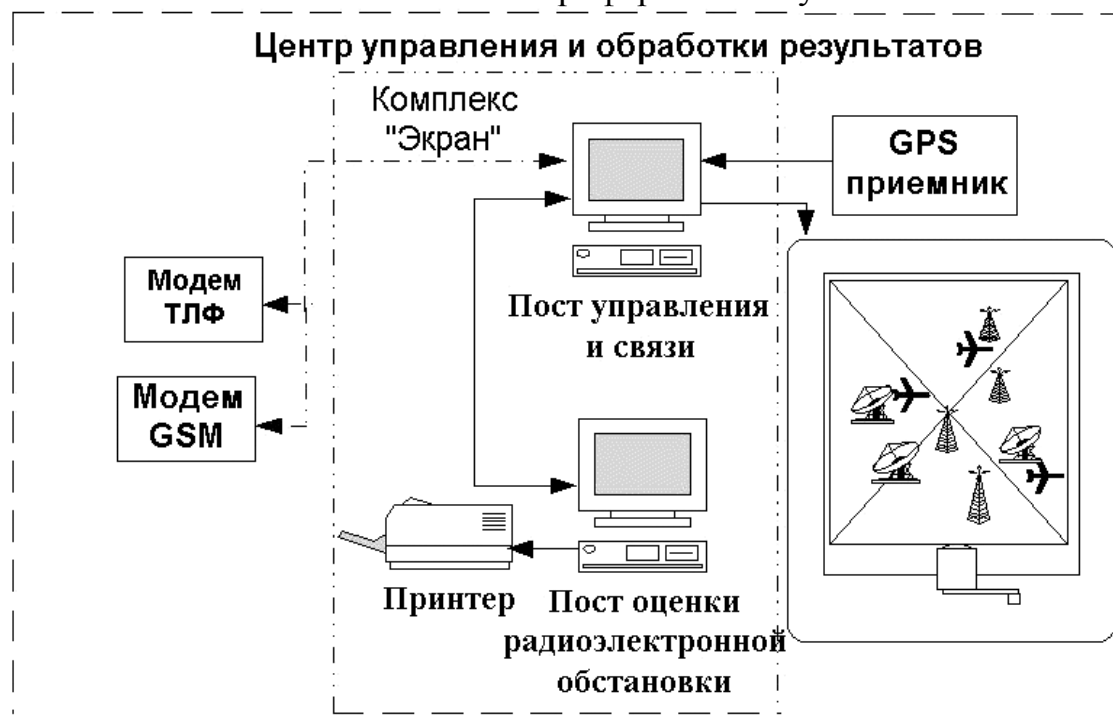 Центр управления и обработки результатов
Комплекс
"Экран"
GPS
приемник
Модем
ТЛФ
Пост управления
и связи
Модем
GSM
Принтер
Пост оценки
радиоэлектронной
обстановки